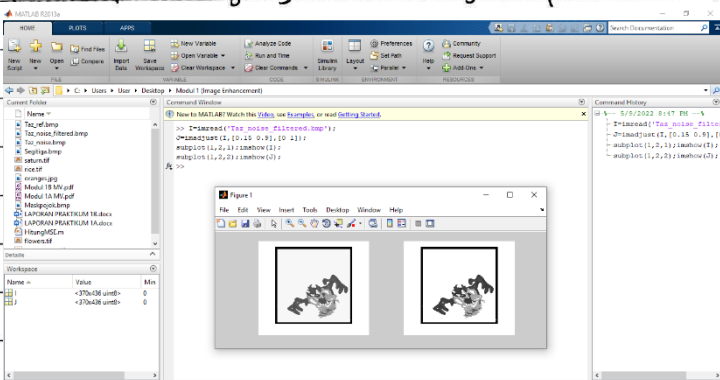 MATLAB R2013a
HOME PLOTS APPS
Search Documentation
New Script
New
Open
Find Files
Compare
Import Data
Save Workspace
New Variable
Open Variable
Clear Workspace
Analyze Code
Run and Time
Clear Commands
Simulink Library
Layout
Preferences
Set Path
Parallel
Help
Community
Request Support
Add-Ons
FILE VARIABLE CODE SIMULINK ENVIRONMENT RESOURCES
C: Users User Desktop Modul 1 (Image Enhancement)
Current Folder
Name
Taz_ref.bmp
Taz_noise_filtered.bmp
Taz_noise.bmp
Segitiga.bmp
saturn.tif
rice.tif
oranges.jpg
Modul 1B MV.pdf
Modul 1A MV.pdf
Maskpojok.bmp
LAPORAN PRAKTIKUM 1B.docx
LAPORAN PRAKTIKUM 1A.docx
HitungMSE.m
flowers.tif
Details
Workspace
Name Value Min
I <370x436 uint8> 0
J <370x436 uint8> 0
Command Window
New to MATLAB? Watch this Video, see Examples, or read Getting Started.
>> I=imread('Taz_noise_filtered.bmp');
J=imadjust(I,[0.15 0.9],[0 1]);
subplot(1,2,1);imshow(I);
subplot(1,2,2);imshow(J);
fx >>
Figure 1
File Edit View Insert Tools Desktop Window Help
Command History
%-- 5/5/2022 8:47 PM --%
I=imread('Taz_noise_filte
J=imadjust(I,[0.15 0.9],[
subplot(1,2,1);imshow(I);
subplot(1,2,2);imshow(J);